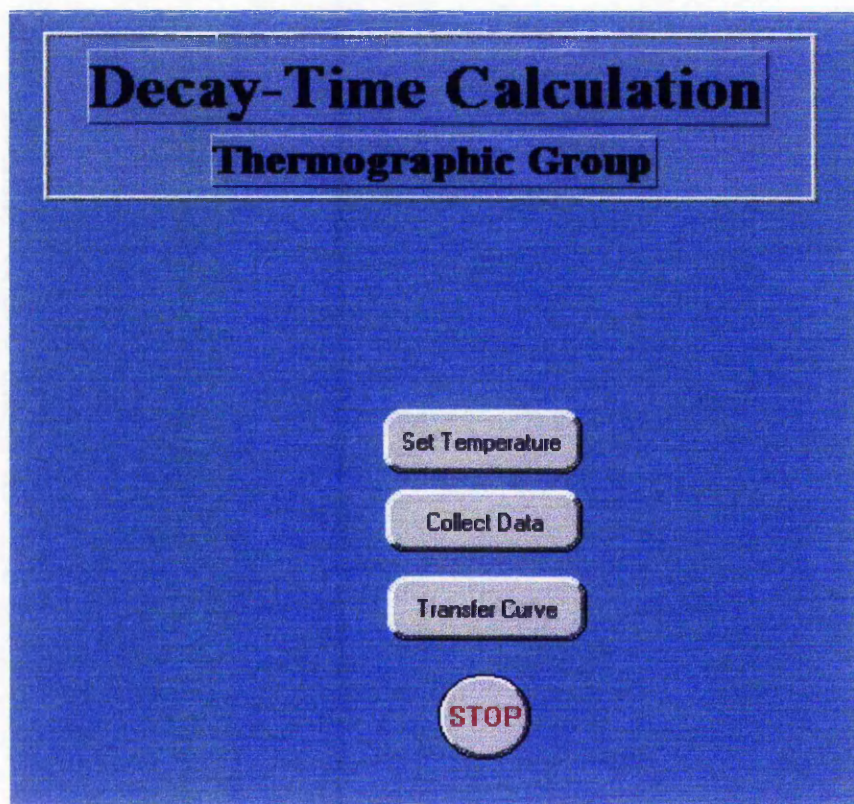 Decay-Time Calculation
Thermographic Group
Set Temperature
Collect Data
Transfer Curve
STOP